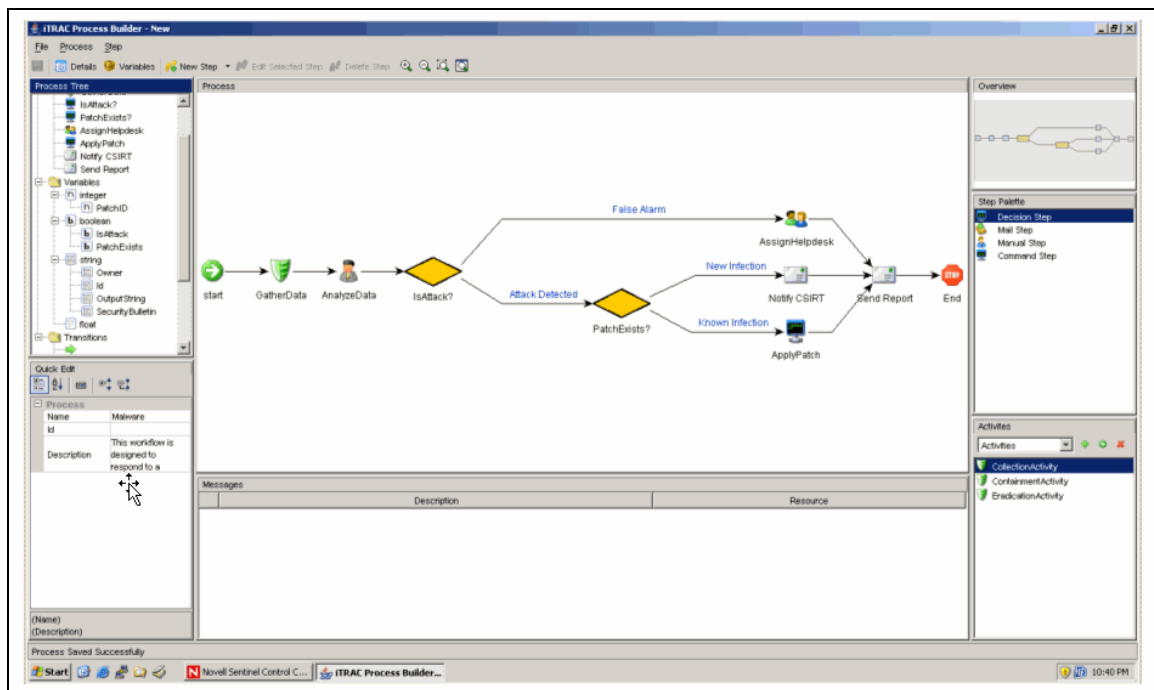 iTRAC Process Builder - New
File Process Step
Details Variables New Step Edit Selected Step Delete Step
Process Tree
IsAttack?
PatchExists?
AssignHelpdesk
ApplyPatch
Notify CSIRT
Send Report
Variables
integer
PatchID
boolean
IsAttack
PatchExists
string
Owner
Id
OutputString
SecurityBulletin
float
Transitions
Quick Edit
Process
Name Malware
Id
Description This workflow is
designed to
respond to a
(Name)
(Description)
Process
False Alarm
AssignHelpdesk
New Infection
start
GatherData
AnalyzeData
IsAttack?
Attack Detected
Notify CSIRT
Send Report
End
PatchExists?
Known Infection
ApplyPatch
STOP
Messages
Description Resource
Overview
Step Palette
Decision Step
Mail Step
Manual Step
Command Step
Activities
Activities
CollectionActivity
ContainmentActivity
EradicationActivity
Process Saved Successfully
Start Novell Sentinel Control C... iTRAC Process Builder... 10:40 PM